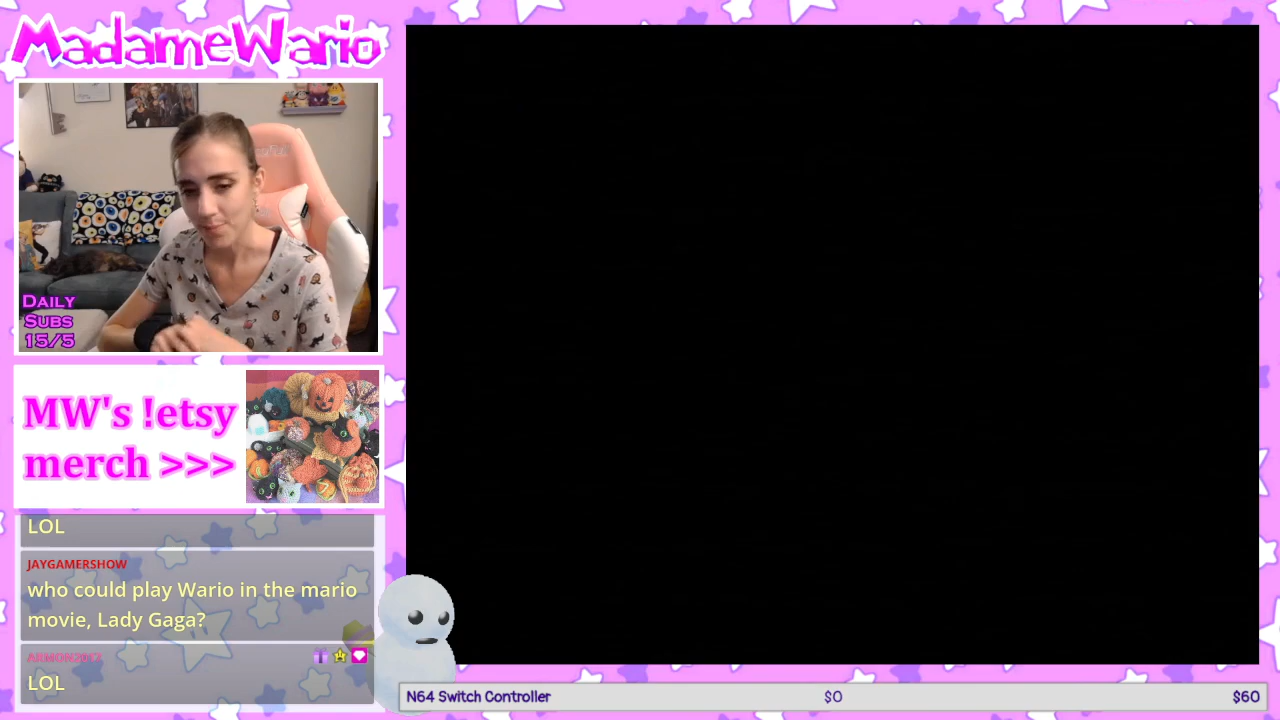 MadameWario
DAILY
SUBS
15/5
MW's !etsy
merch >>>
LOL
JAYGAMERSHOW
who could play Wario in the mario
movie, Lady Gaga?
LOL
N64 Switch Controller $0 $60